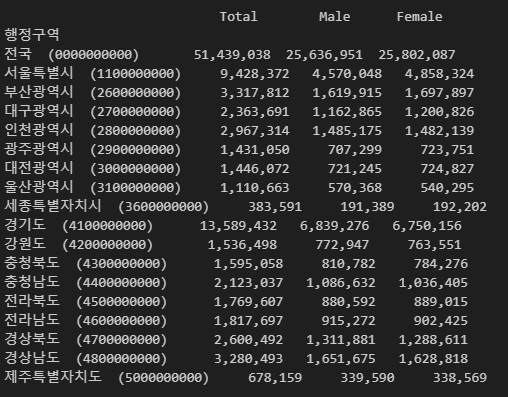 Total Male Female
행정구역
전국 (0000000000) 51,439,038 25,636,951 25,802,087
서울특별시 (1100000000) 9,428,372 4,570,048 4,858,324
부산광역시 (2600000000) 3,317,812 1,619,915 1,697,897
대구광역시 (2700000000) 2,363,691 1,162,865 1,200,826
인천광역시 (2800000000) 2,967,314 1,485,175 1,482,139
광주광역시 (2900000000) 1,431,050 707,299 723,751
대전광역시 (3000000000) 1,446,072 721,245 724,827
울산광역시 (3100000000) 1,110,663 570,368 540,295
세종특별자치시 (3600000000) 383,591 191,389 192,202
경기도 (4100000000) 13,589,432 6,839,276 6,750,156
강원도 (4200000000) 1,536,498 772,947 763,551
충청북도 (4300000000) 1,595,058 810,782 784,276
충청남도 (4400000000) 2,123,037 1,086,632 1,036,405
전라북도 (4500000000) 1,769,607 880,592 889,015
전라남도 (4600000000) 1,817,697 915,272 902,425
경상북도 (4700000000) 2,600,492 1,311,881 1,288,611
경상남도 (4800000000) 3,280,493 1,651,675 1,628,818
제주특별자치도 (5000000000) 678,159 339,590 338,569